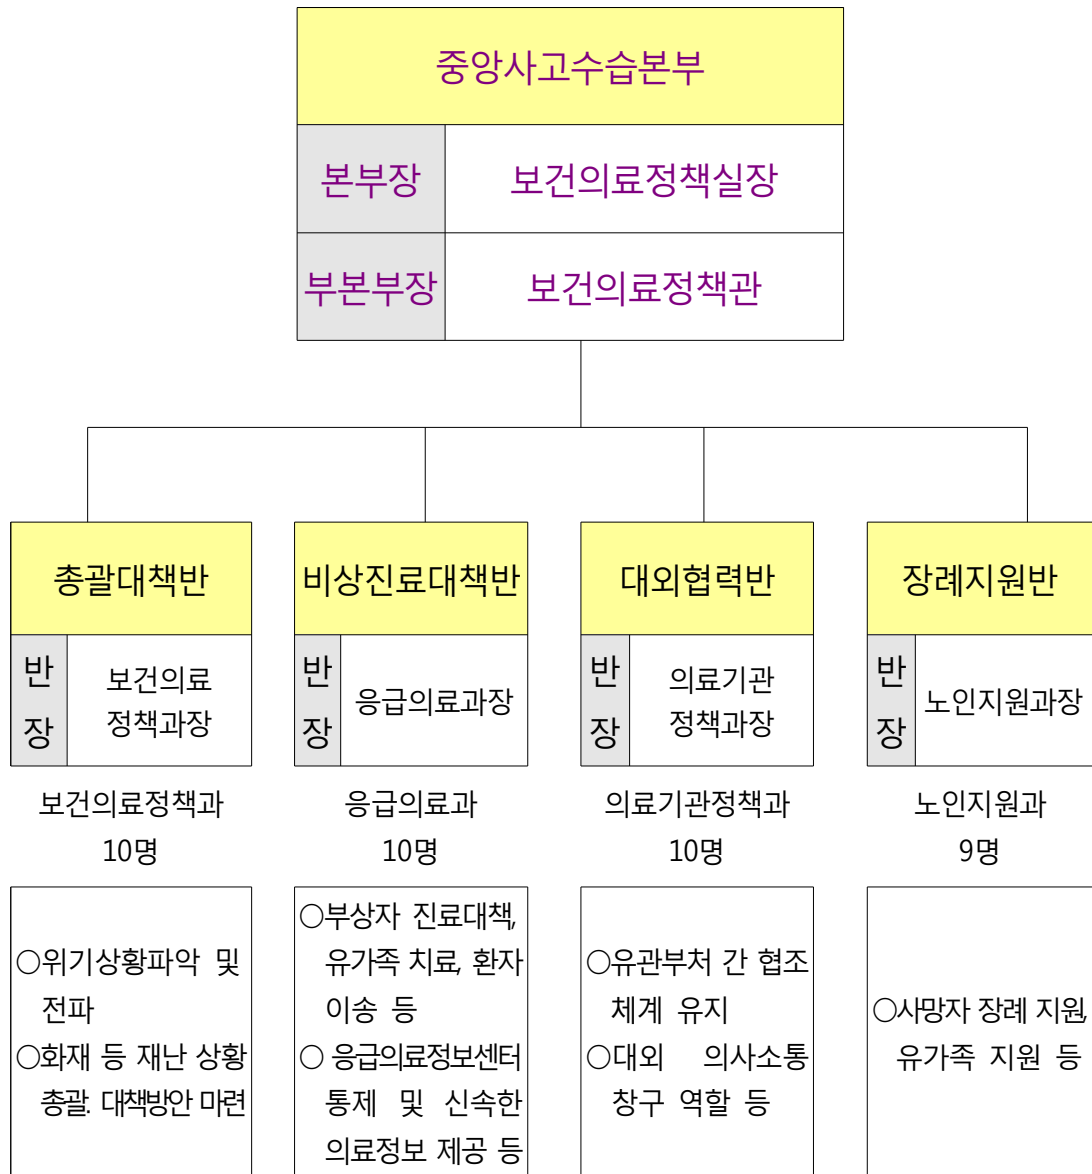 중앙사고수습본부
본부장 보건의료정책실장
부본부장 보건의료정책관
총괄대책반
반
장
보건의료
정책과장
보건의료정책과
10명
○위기상황파악 및
전파
○화재 등 재난 상황
총괄. 대책방안 마련
비상진료대책반
반
장
응급의료과장
응급의료과
10명
○부상자 진료대책,
유가족 치료, 환자
이송 등
○ 응급의료정보센터
통제 및 신속한
의료정보 제공 등
대외협력반
반
장
의료기관
정책과장
의료기관정책과
10명
○유관부처 간 협조
체계 유지
○대외 의사소통
창구 역할 등
장례지원반
반
장
노인지원과장
노인지원과
9명
○사망자 장례 지원,
유가족 지원 등